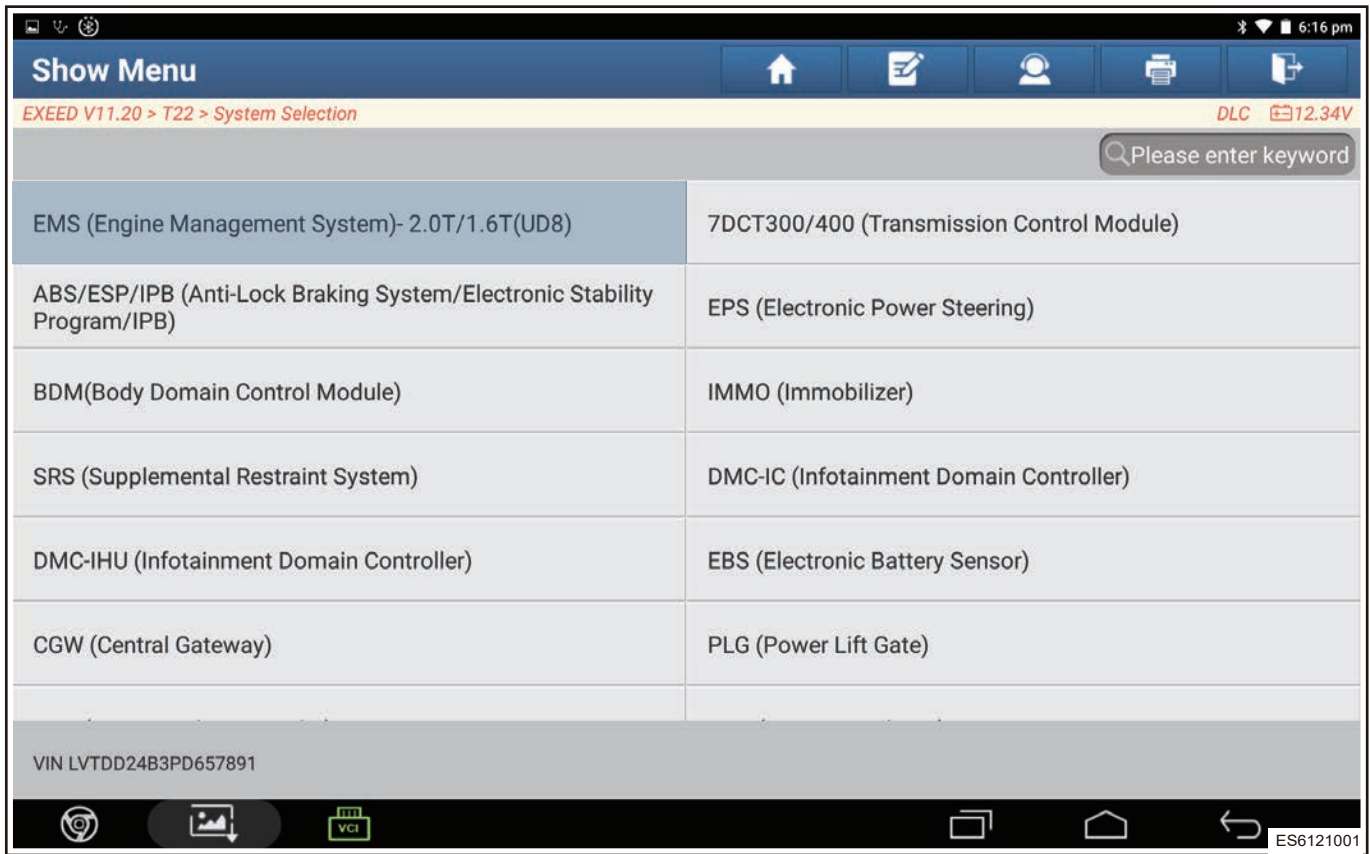 6:16 pm
Show Menu
EXEED V11.20 > T22 > System Selection
DLC 12.34V
Please enter keyword
EMS (Engine Management System)- 2.0T/1.6T(UD8)
7DCT300/400 (Transmission Control Module)
ABS/ESP/IPB (Anti-Lock Braking System/Electronic Stability
Program/IPB)
EPS (Electronic Power Steering)
BDM(Body Domain Control Module)
IMMO (Immobilizer)
SRS (Supplemental Restraint System)
DMC-IC (Infotainment Domain Controller)
DMC-IHU (Infotainment Domain Controller)
EBS (Electronic Battery Sensor)
CGW (Central Gateway)
PLG (Power Lift Gate)
VIN LVTDD24B3PD657891
VCI
ES6121001